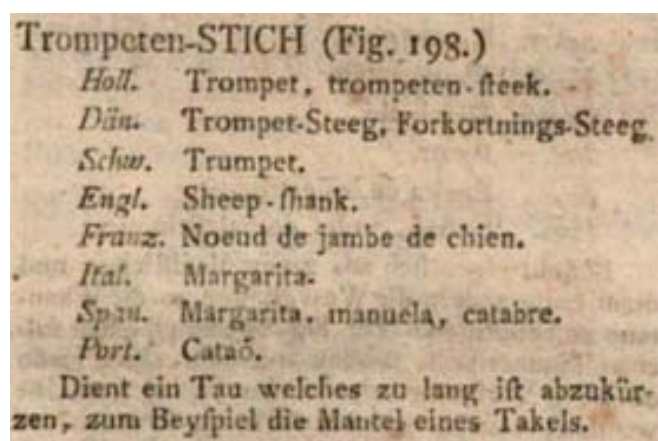 Trompeten-STICH (Fig. 198.)
Holl. Trompet, trompeten-ſteek.
Dän. Trompet-Steeg, Forkortnings-Steeg
Schw. Trumpet.
Engl. Sheep-ſhank.
Franz. Noeud de jambe de chien.
Ital. Margarita.
Span. Margarita, manuela, catabre.
Port. Cataó.
Dient ein Tau welches zu lang iſt abzukür-
zen, zum Beyſpiel die Mantel eines Takels.